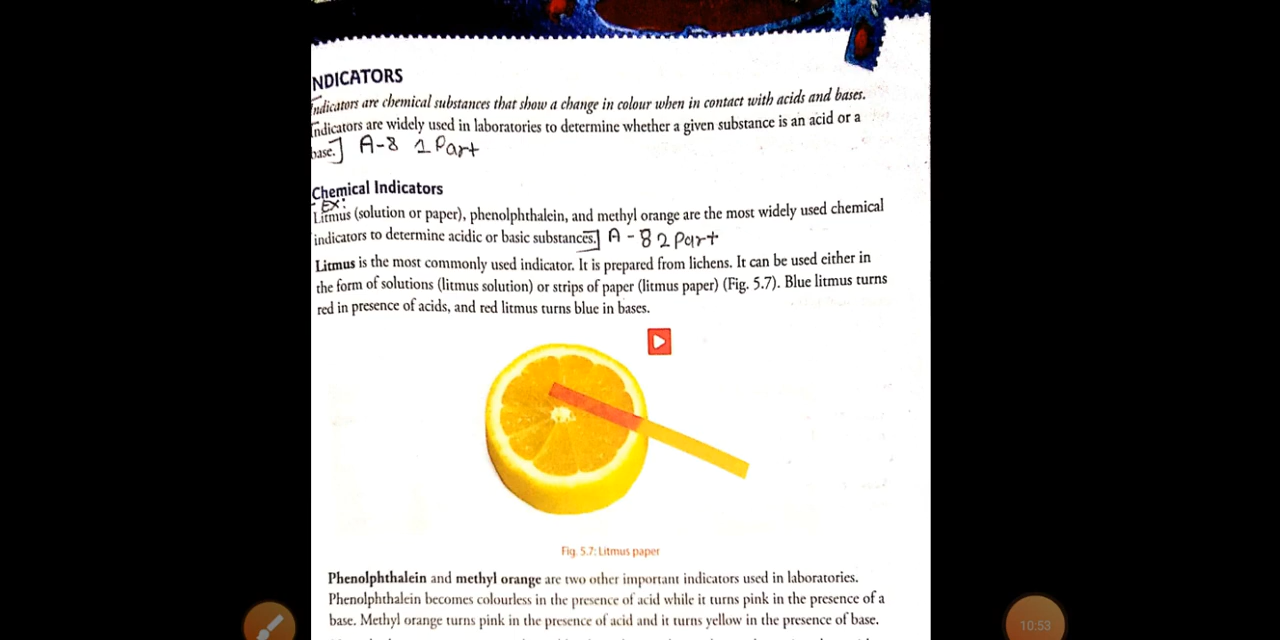 NDICATORS
Indicators are chemical substances that show a change in colour when in contact with acids and bases.
Indicators are widely used in laboratories to determine whether a given substance is an acid or a
base.] A-8 1 Part
Chemical Indicators
Ex:
Litmus (solution or paper), phenolphthalein, and methyl orange are the most widely used chemical
indicators to determine acidic or basic substances.] A-8 2 Part
Litmus is the most commonly used indicator. It is prepared from lichens. It can be used either in
the form of solutions (litmus solution) or strips of paper (litmus paper) (Fig. 5.7). Blue litmus turns
red in presence of acids, and red litmus turns blue in bases.
Fig. 5.7: Litmus paper
Phenolphthalein and methyl orange are two other important indicators used in laboratories.
Phenolphthalein becomes colourless in the presence of acid while it turns pink in the presence of a
base. Methyl orange turns pink in the presence of acid and it turns yellow in the presence of base.
10:53